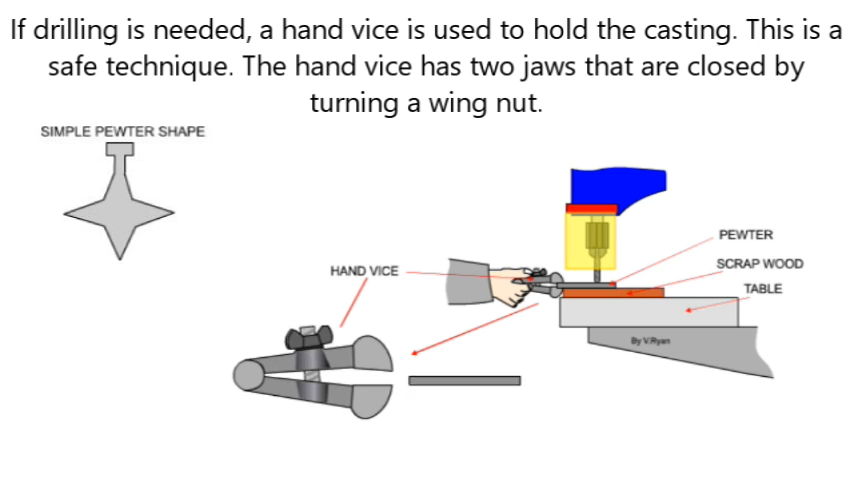 If drilling is needed, a hand vice is used to hold the casting. This is a
safe technique. The hand vice has two jaws that are closed by
turning a wing nut.
SIMPLE PEWTER SHAPE
PEWTER
SCRAP WOOD
HAND VICE
TABLE
By V.Ryan